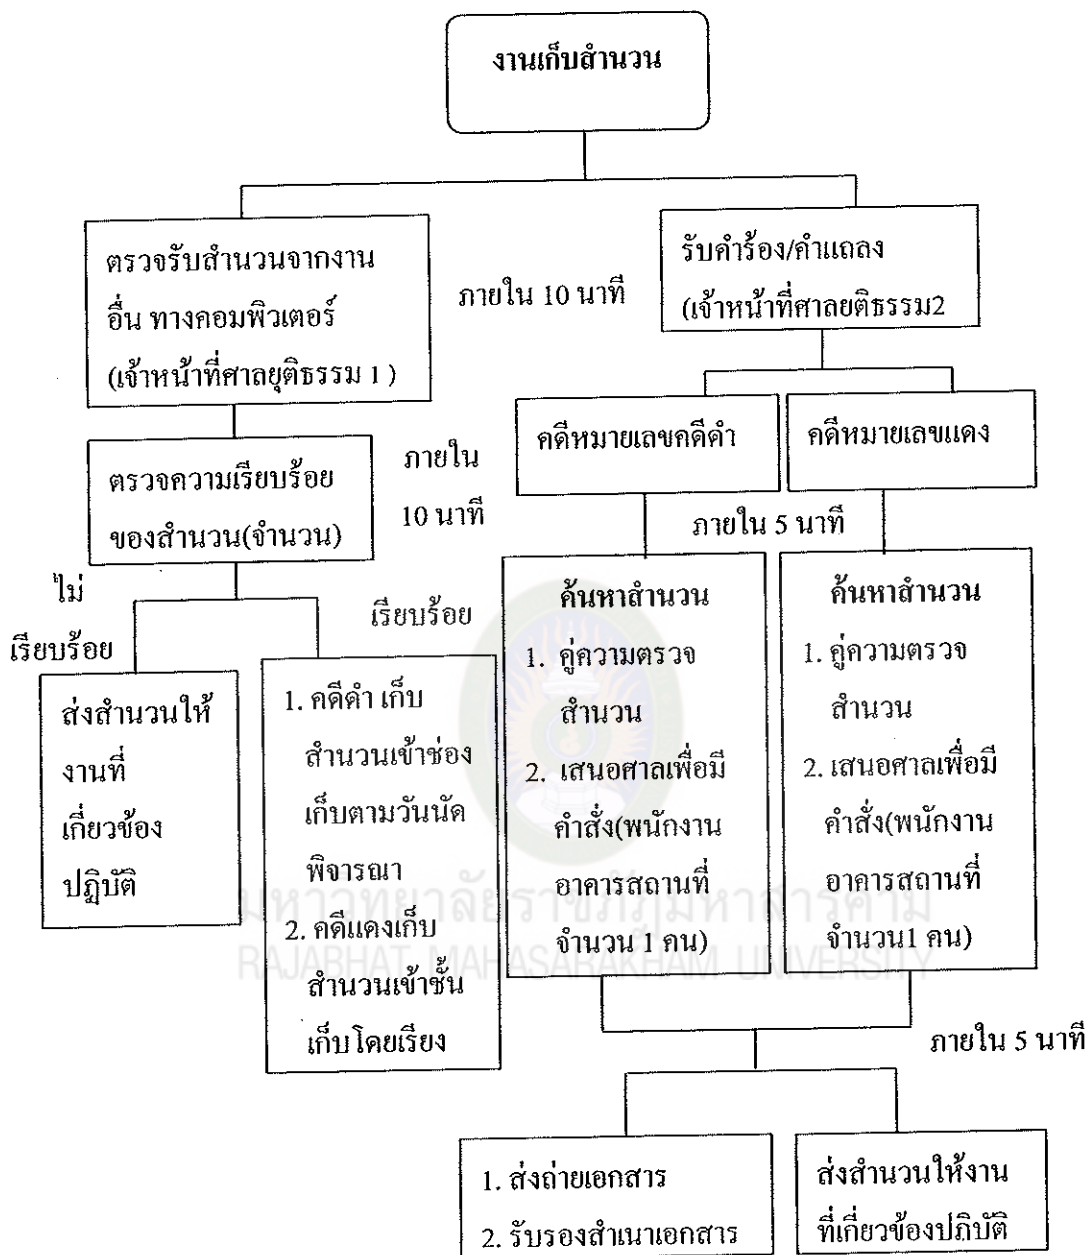 งานเก็บสำนวน
ตรวจรับสำนวนจากงาน
อื่น ทางคอมพิวเตอร์
(เจ้าหน้าที่ศาลยุติธรรม 1 )
ภายใน 10 นาที
รับคำร้อง/คำแถลง
(เจ้าหน้าที่ศาลยติธรรม2
ตรวจความเรียบร้อย
ของสำนวน(จำนวน)
ภายใน
10 นาที
คดีหมายเลขคดีดำ
คดีหมายเลขแดง
ภายใน 5 นาที
ไม่
เรียบร้อย
เรียบร้อย
ส่งสำนวนให้
งานที่
เกี่ยวข้อง
ปฏิบัติ
1. คดีดำ เก็บ
สำนวนเข้าช่อง
เก็บตามวันนัด
พิจารณา
2. คดีแดงเก็บ
สำนวนเข้าชั้น
เก็บโดยเรียง
ค้นหาสำนวน
1. คู่ความตรวจ
สำนวน
2. เสนอศาลเพื่อมี
คำสั่ง(พนักงาน
อาคารสถานที่
จำนวน 1 คน)
ค้นหาสำนวน
1. คู่ความตรวจ
สำนวน
2. เสนอศาลเพื่อมี
คำสั่ง(พนักงาน
อาคารสถานที่
จำนวน1 คน)
มหาวิทยาลัยราชภัฏมหาสารคาม
RAJABHAT MAHASARAKHAM UNIVERSITY
ภายใน 5 นาที
1. ส่งถ่ายเอกสาร
2. รับรองสำเนาเอกสาร
ส่งสำนวนให้งาน
ที่เกี่ยวข้องปฏิบัติ